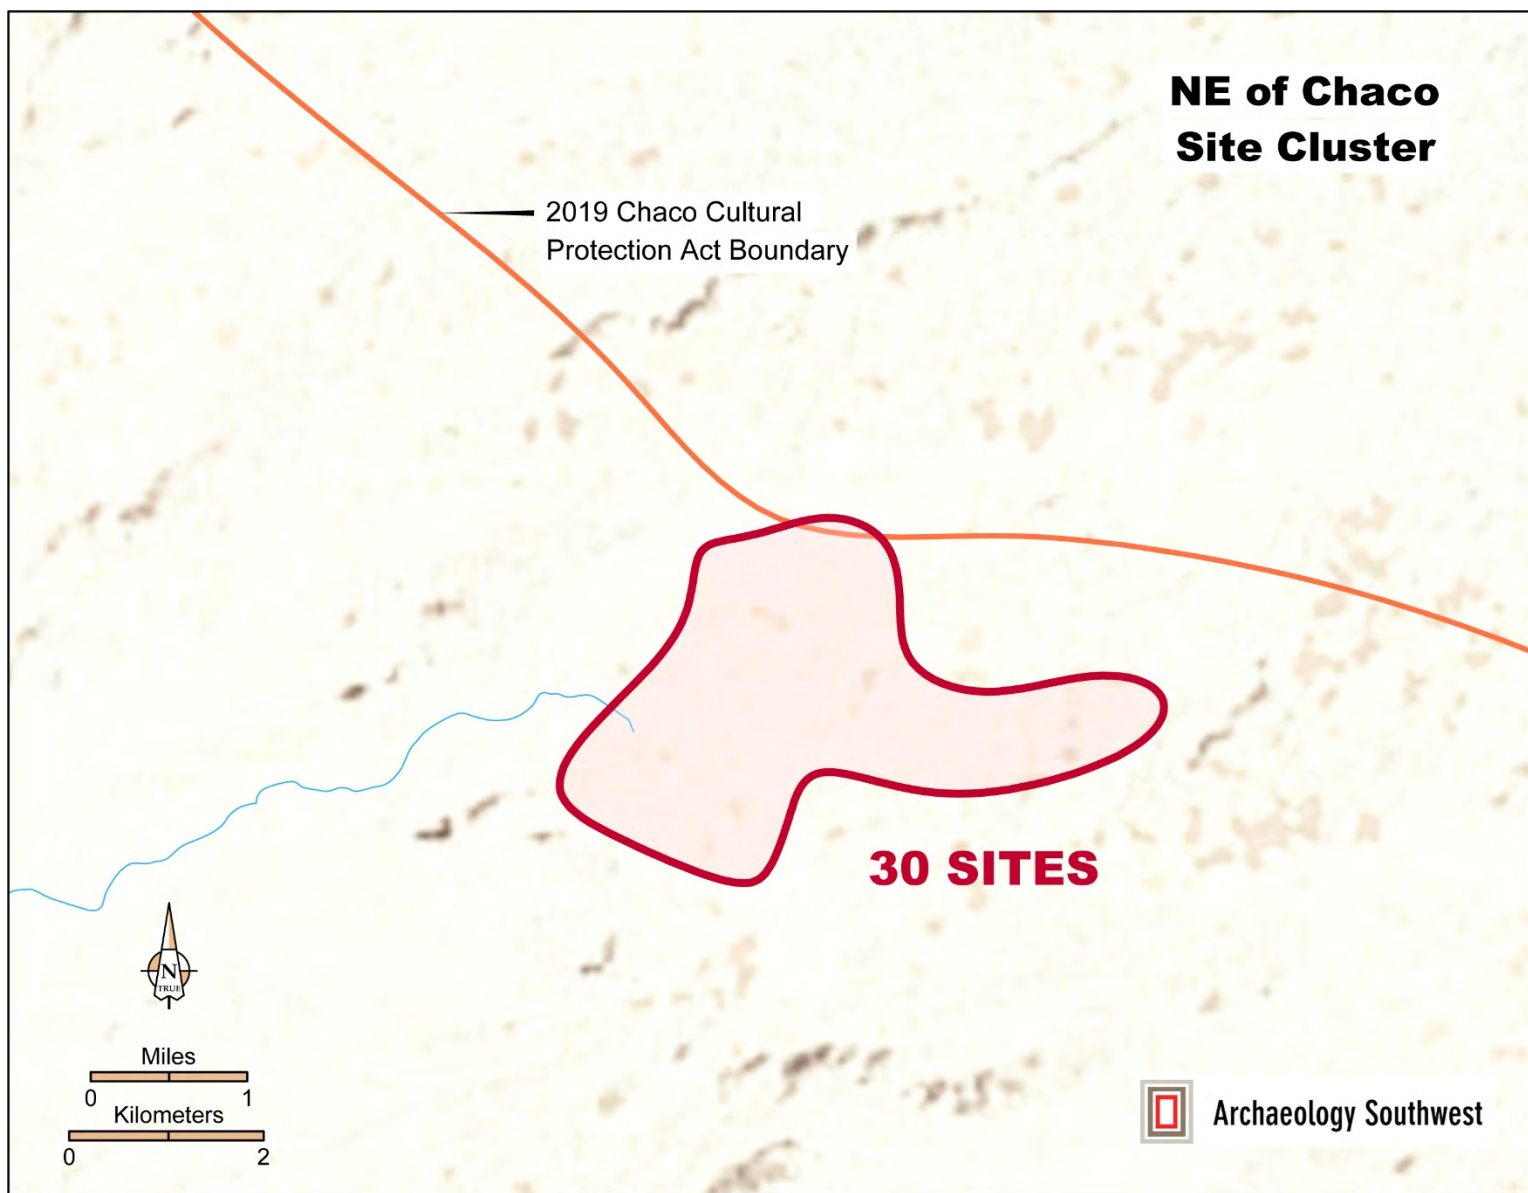 NE of Chaco
Site Cluster
2019 Chaco Cultural
Protection Act Boundary
30 SITES
N
TRUE
Miles
0 1
Kilometers
0 2
Archaeology Southwest